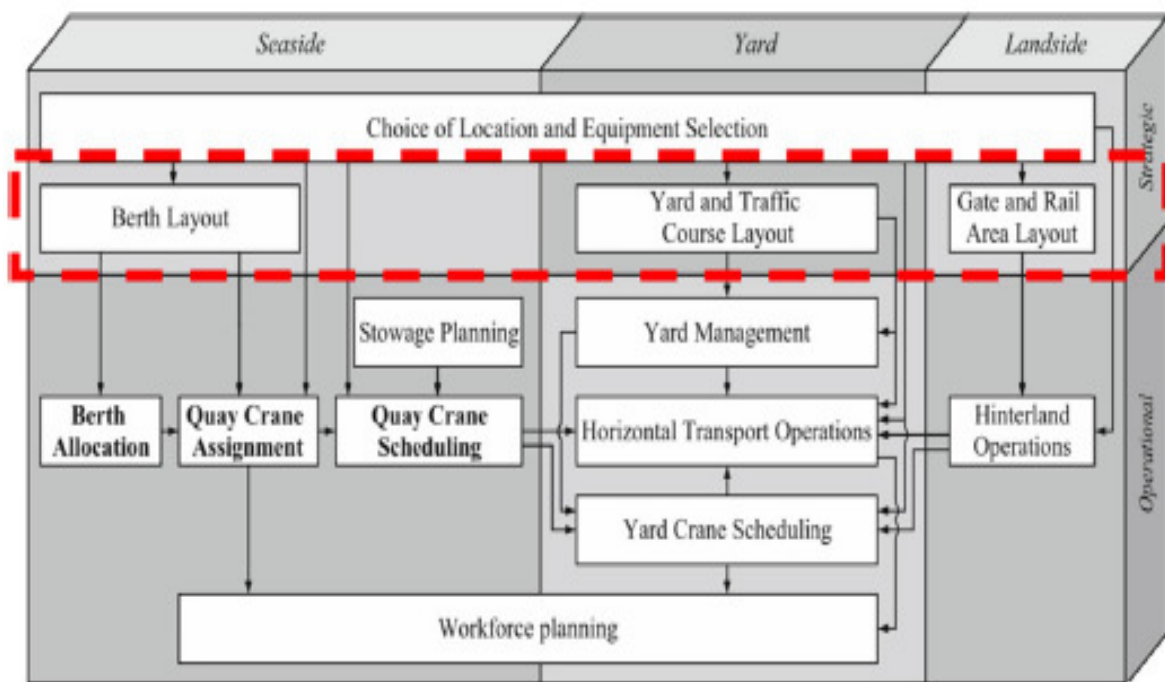 Seaside
Yard
Landside
Choice of Location and Equipment Selection
Strategic
Berth Layout
Yard and Traffic
Course Layout
Gate and Rail
Area Layout
Stowage Planning
Yard Management
Berth
Allocation
Quay Crane
Assignment
Quay Crane
Scheduling
Horizontal Transport Operations
Hinterland
Operations
Operational
Yard Crane Scheduling
Workforce planning